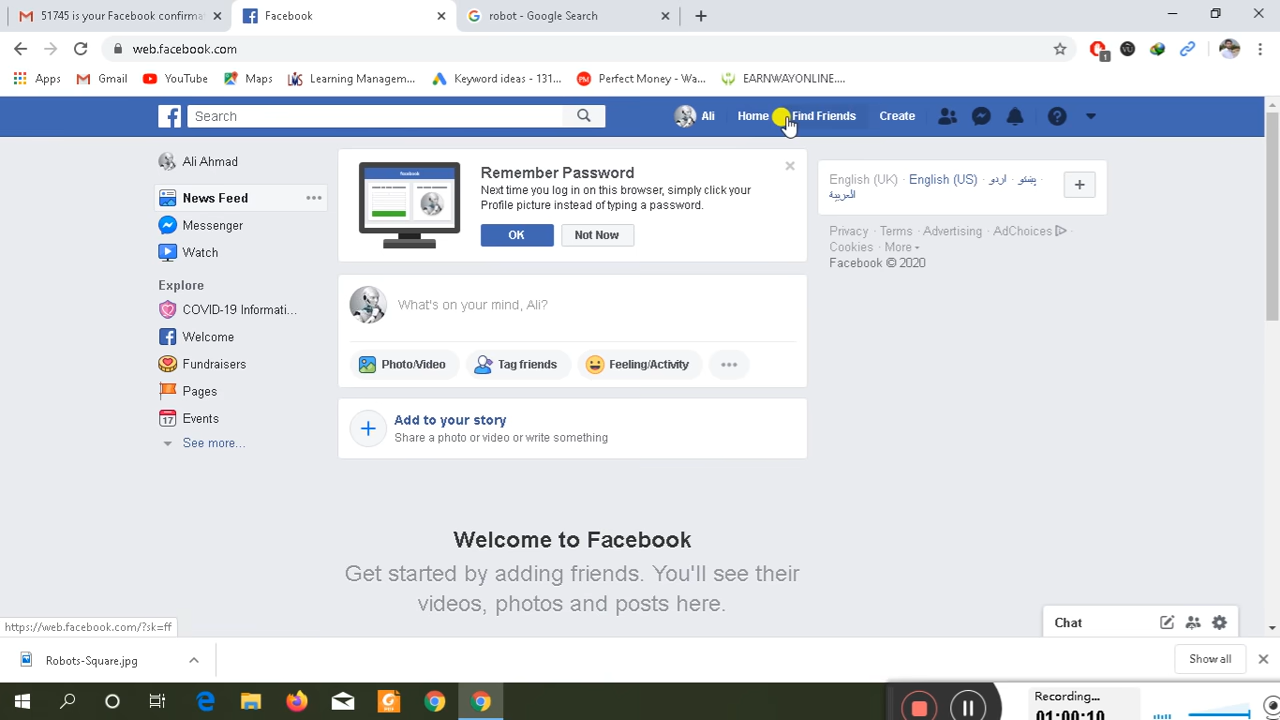 51745 is your Facebook confirma
Facebook
robot - Google Search
web.facebook.com
Apps
Gmail
YouTube
Maps
Learning Managem...
Keyword ideas - 131...
Perfect Money - Wa...
EARNWAYONLINE....
Search
Ali
Home
Find Friends
Create
Ali Ahmad
News Feed
Messenger
Watch
Explore
COVID-19 Informati...
Welcome
Fundraisers
Pages
17
Events
See more...
Remember Password
Next time you log in on this browser, simply click your
Profile picture instead of typing a password.
OK
Not Now
What's on your mind, Ali?
Photo/Video
Tag friends
Feeling/Activity
Add to your story
Share a photo or video or write something
Welcome to Facebook
Get started by adding friends. You'll see their
videos, photos and posts here.
English (UK) · English (US) · اردو · پښتو ·
العربية
Privacy · Terms · Advertising · AdChoices ·
Cookies · More
Facebook © 2020
Chat
https://web.facebook.com/?sk=ff
Robots-Square.jpg
Show all
Recording...
01:00:10